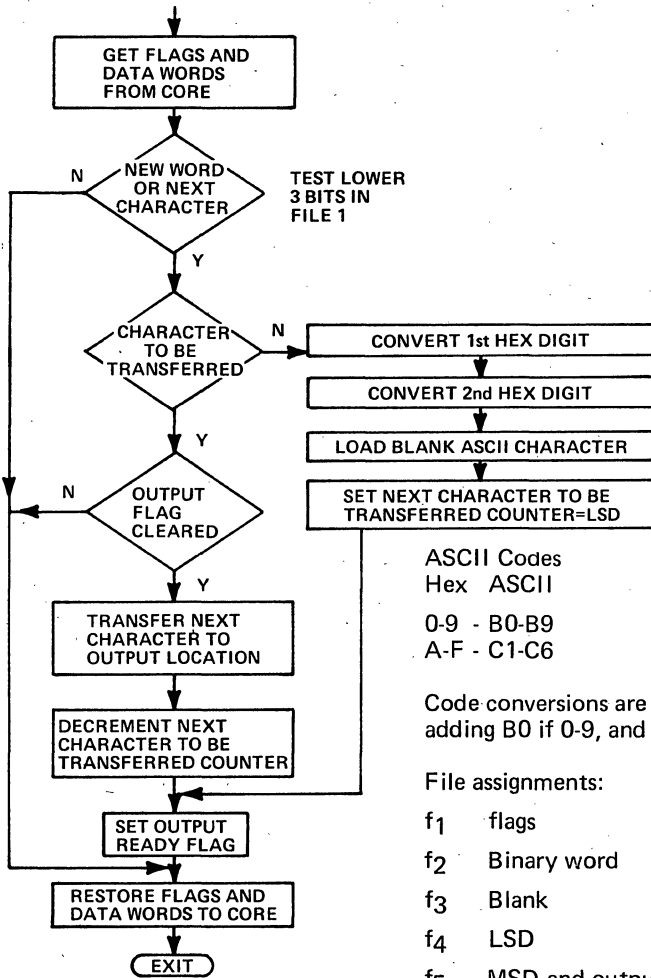 GET FLAGS AND
DATA WORDS
FROM CORE
NEW WORD
OR NEXT
CHARACTER
N
TEST LOWER
3 BITS IN
FILE 1
Y
CHARACTER
TO BE
TRANSFERRED
N
CONVERT 1st HEX DIGIT
CONVERT 2nd HEX DIGIT
LOAD BLANK ASCII CHARACTER
SET NEXT CHARACTER TO BE
TRANSFERRED COUNTER=LSD
Y
OUTPUT
FLAG
CLEARED
N
Y
TRANSFER NEXT
CHARACTER TO
OUTPUT LOCATION
DECREMENT NEXT
CHARACTER TO BE
TRANSFERRED COUNTER
SET OUTPUT
READY FLAG
RESTORE FLAGS AND
DATA WORDS TO CORE
EXIT
ASCII Codes
Hex ASCII
0-9 - B0-B9
A-F - C1-C6
Code conversions are
adding B0 if 0-9, and
File assignments:
f1 flags
f2 Binary word
f3 Blank
f4 LSD
f5 MSD and output